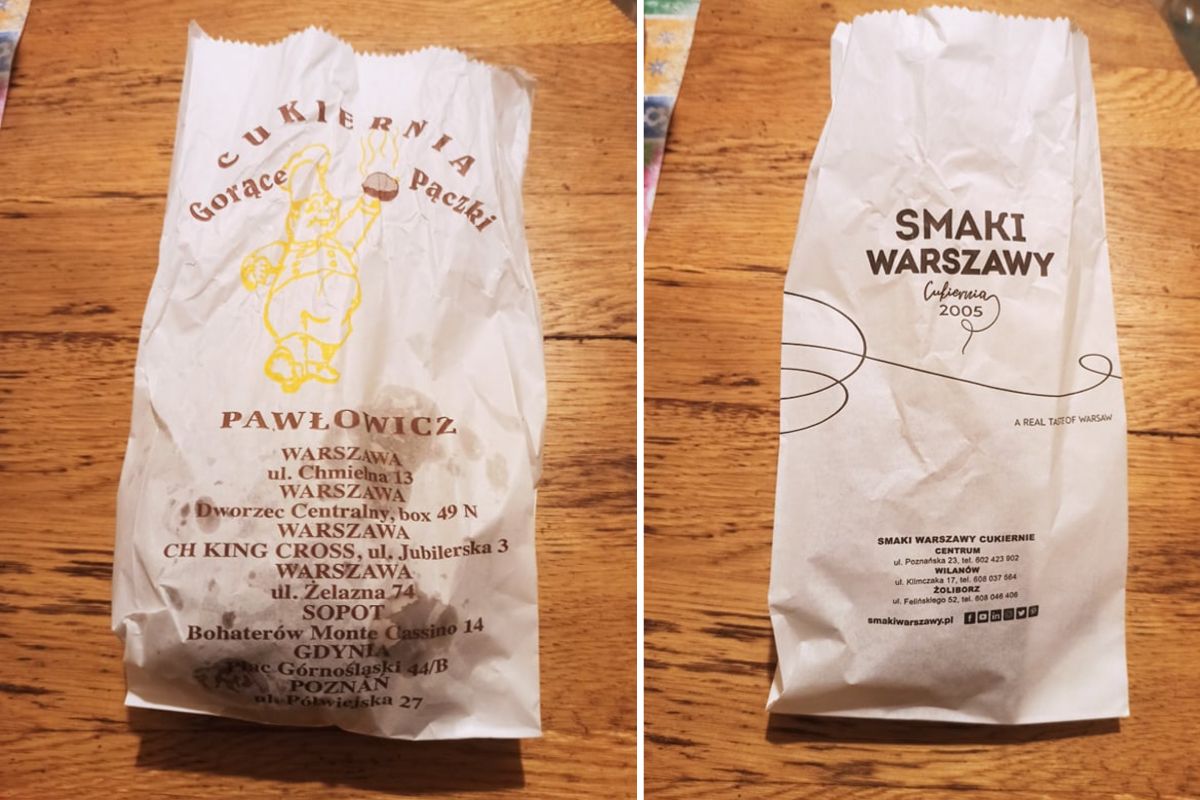 CUKIERNIA
Gorące Pączki
PAWŁOWICZ
WARSZAWA
ul. Chmielna 13
WARSZAWA
Dworzec Centralny, box 49 N
WARSZAWA
CH KING CROSS, ul. Jubilerska 3
WARSZAWA
ul. Żelazna 74
SOPOT
Bohaterów Monte Cassino 14
GDYNIA
Plac Górnośląski 44/B
POZNAŃ
ul. Półwiejska 27
SMAKI
WARSZAWY
Cukiernia
2005
A REAL TASTE OF WARSAW
SMAKI WARSZAWY CUKIERNIE
CENTRUM
ul. Poznańska 23, tel. 602 423 902
WILANÓW
ul. Klimczaka 17, tel. 608 037 564
ŻOLIBORZ
ul. Felińskiego 52, tel. 608 046 406
smakiwarszawy.pl